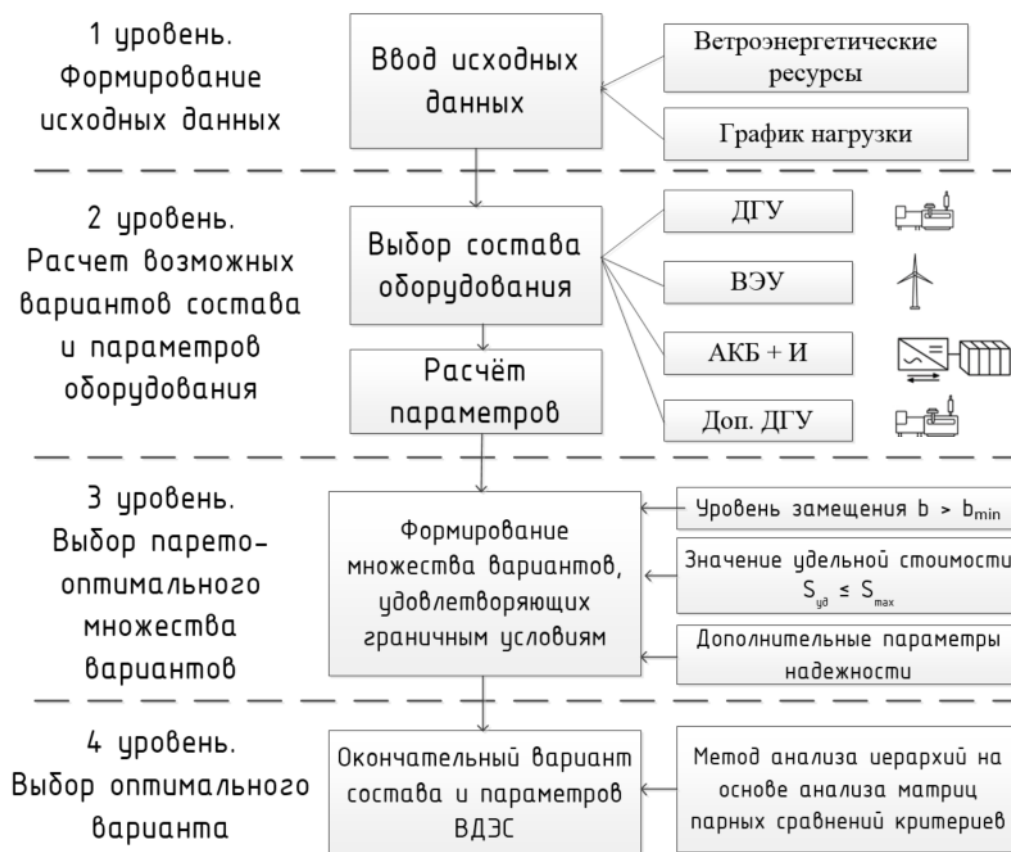 1 уровень.
Формирование
исходных данных
Ввод исходных
данных
Ветроэнергетические
ресурсы
График нагрузки
2 уровень.
Расчет возможных
вариантов состава
и параметров
оборудования
Выбор состава
оборудования
Расчёт
параметров
ДГУ
ВЭУ
АКБ + И
Доп. ДГУ
3 уровень.
Выбор парето-
оптимального
множества
вариантов
Формирование
множества вариантов,
удовлетворяющих
граничным условиям
Уровень замещения b > b_min
Значение удельной стоимости
S_уд ≤ S_max
Дополнительные параметры
надежности
4 уровень.
Выбор оптимального
варианта
Окончательный вариант
состава и параметров
ВДЭС
Метод анализа иерархий на
основе анализа матриц
парных сравнений критериев